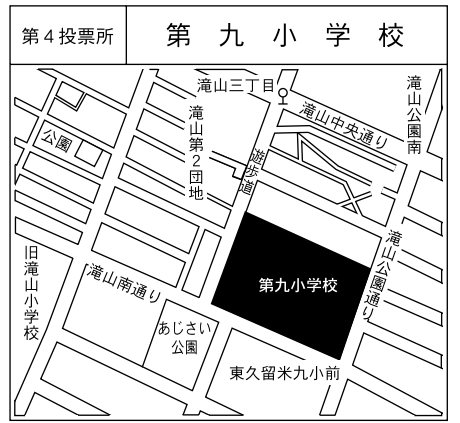 第4投票所
第九小学校
滝山三丁目
滝山公園南
滝山中央通り
滝山第2団地
公園
遊歩道
旧滝山小学校
滝山南通り
第九小学校
滝山公園通り
あじさい
公園
東久留米九小前